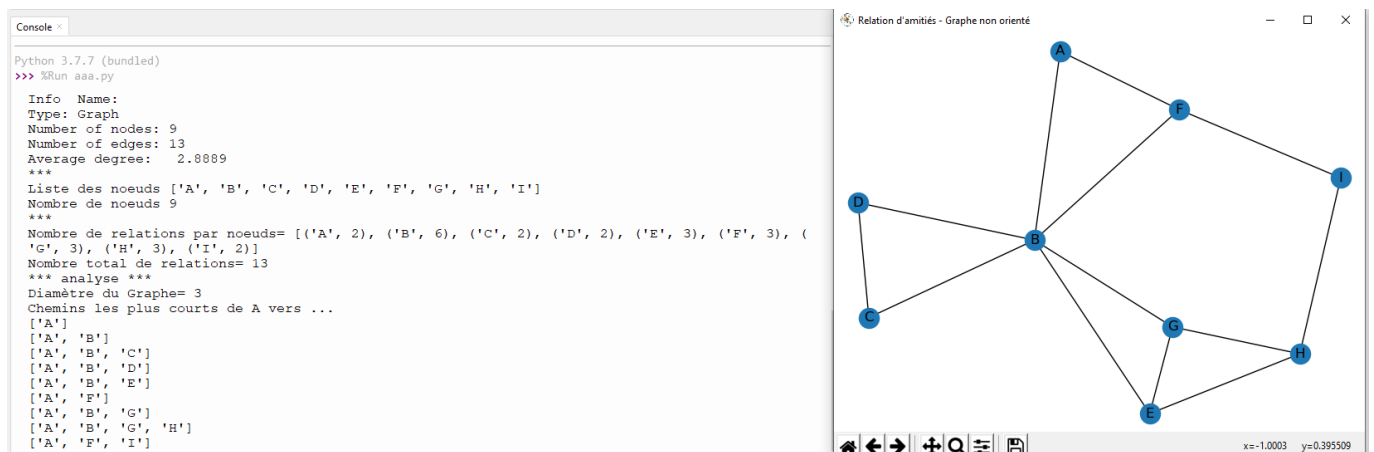 Console ×
Python 3.7.7 (bundled)
>>> %Run aaa.py
Info  Name:
Type: Graph
Number of nodes: 9
Number of edges: 13
Average degree:   2.8889
***
Liste des noeuds ['A', 'B', 'C', 'D', 'E', 'F', 'G', 'H', 'I']
Nombre de noeuds 9
***
Nombre de relations par noeuds= [('A', 2), ('B', 6), ('C', 2), ('D', 2), ('E', 3), ('F', 3), (
'G', 3), ('H', 3), ('I', 2)]
Nombre total de relations= 13
*** analyse ***
Diamètre du Graphe= 3
Chemins les plus courts de A vers ...
['A']
['A', 'B']
['A', 'B', 'C']
['A', 'B', 'D']
['A', 'B', 'E']
['A', 'F']
['A', 'B', 'G']
['A', 'B', 'G', 'H']
['A', 'F', 'I']
Relation d'amitiés - Graphe non orienté
A
F
I
D
B
C
G
H
E
x=-1.0003 y=0.395509